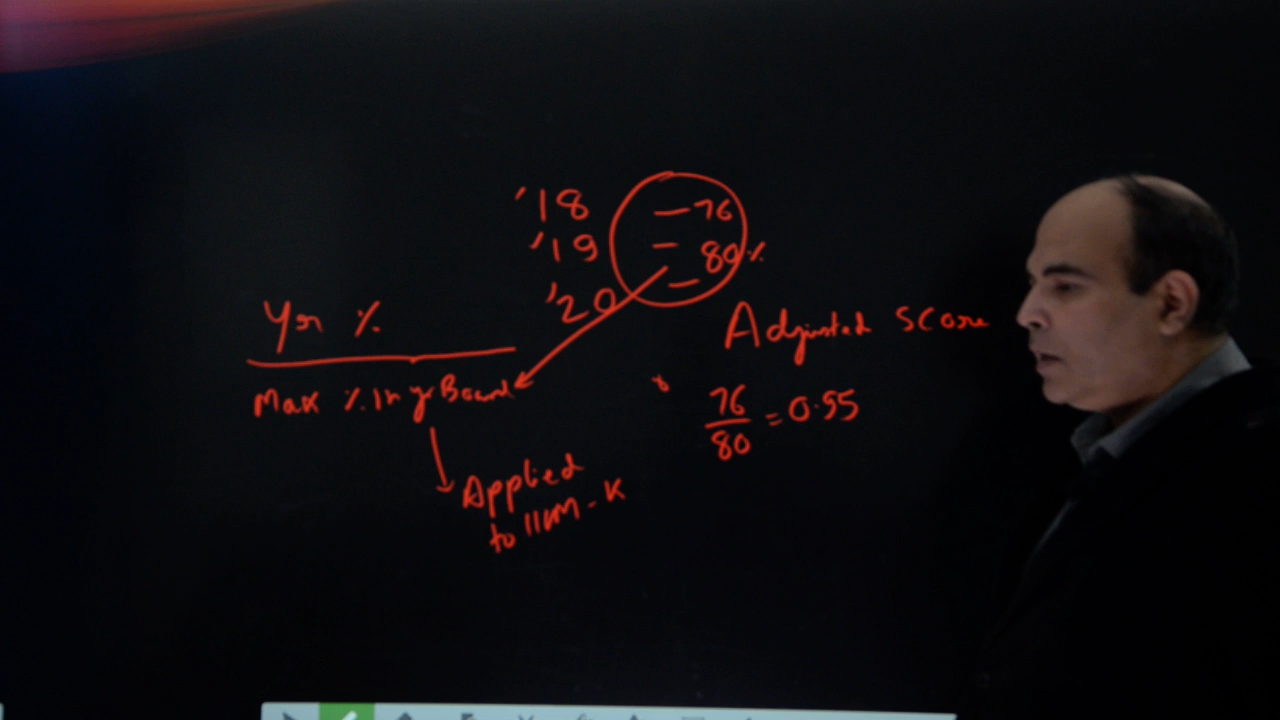 '18 — 76
'19 – 80%
'20 –
Yr %
Max % in yr Board
Applied
to IIM-K
Adjusted Score
76
80
= 0.95